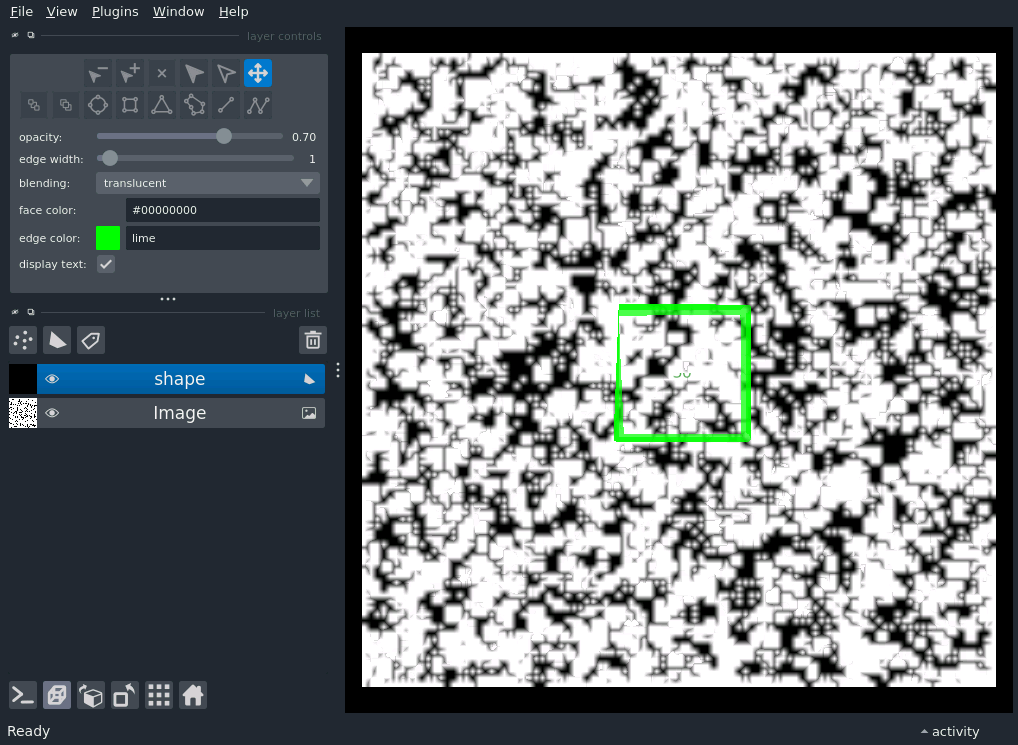 File View Plugins Window Help
layer controls
opacity: 0.70
edge width: 1
blending: translucent
face color: #00000000
edge color: lime
display text:
layer list
shape
Image
Ready
activity